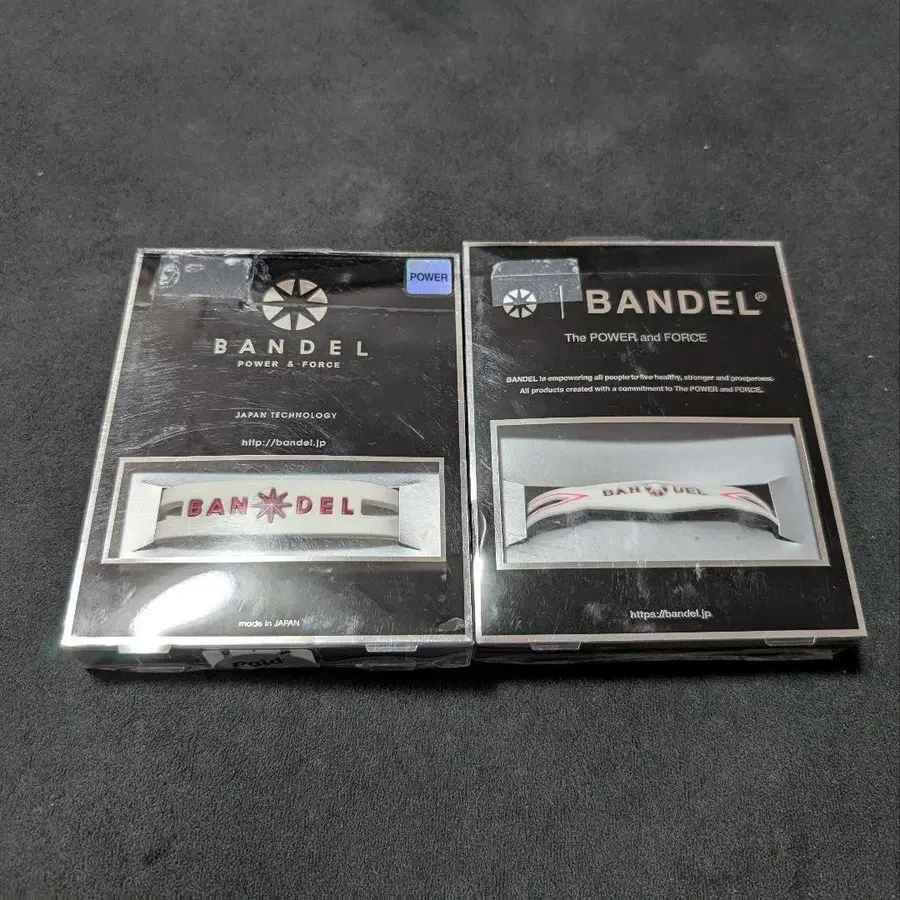 POWER
BANDEL
POWER & FORCE
JAPAN TECHNOLOGY
http://bandel.jp
BAN DEL
made in JAPAN
Paid
BANDEL®
The POWER and FORCE
BANDEL is empowering all people to live healthy, stronger and prosperous.
All products created with a commitment to The POWER and FORCE.
BAN DEL
https://bandel.jp